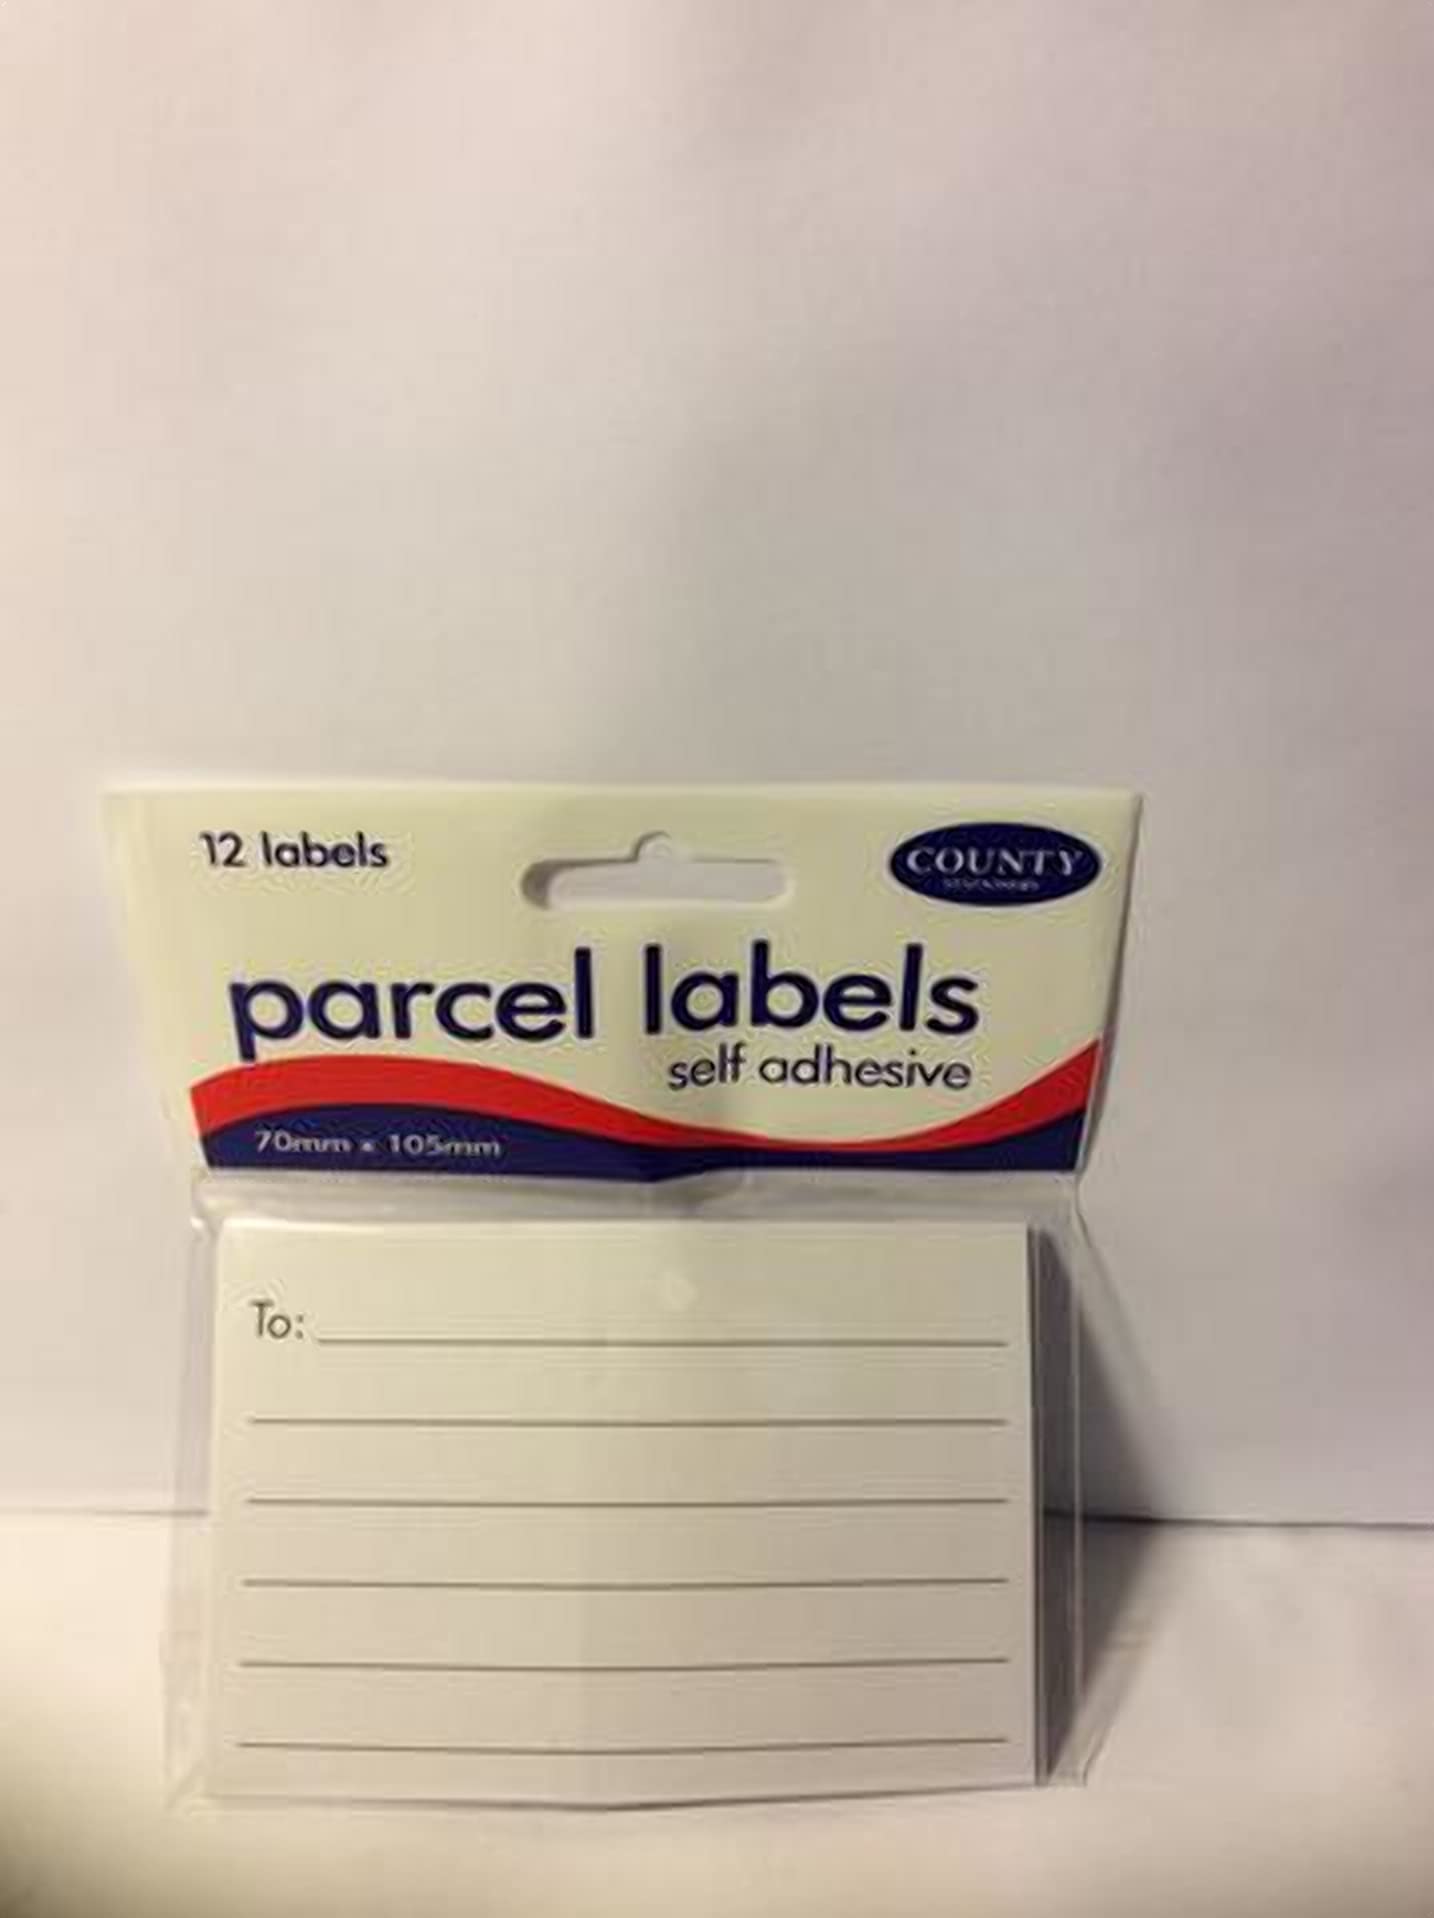 12 labels
COUNTY
parcel labels
self adhesive
70mm x 105mm
To: